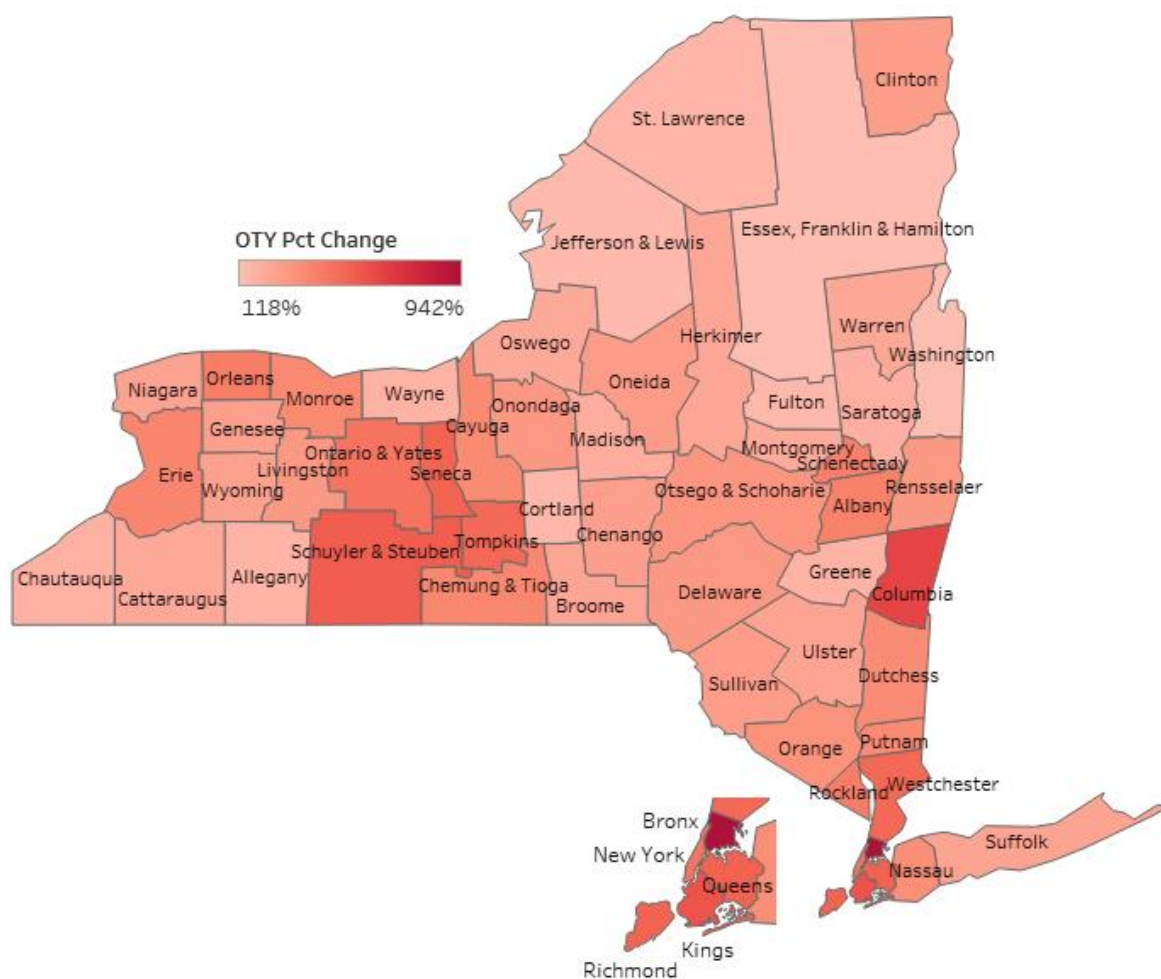 Clinton
St. Lawrence
Essex, Franklin & Hamilton
Jefferson & Lewis
OTY Pct Change
118% 942%
Oswego
Herkimer
Warren
Washington
Oneida
Niagara
Orleans
Monroe
Wayne
Fulton
Saratoga
Onondaga
Cayuga
Madison
Genesee
Montgomery
Schenectady
Ontario & Yates
Livingston
Seneca
Erie
Wyoming
Otsego & Schoharie
Albany
Rensselaer
Cortland
Chenango
Tompkins
Schuyler & Steuben
Chautauqua
Cattaraugus
Allegany
Chemung & Tioga
Broome
Delaware
Greene
Columbia
Ulster
Sullivan
Dutchess
Orange
Putnam
Rockland
Westchester
Bronx
New York
Queens
Kings
Richmond
Nassau
Suffolk